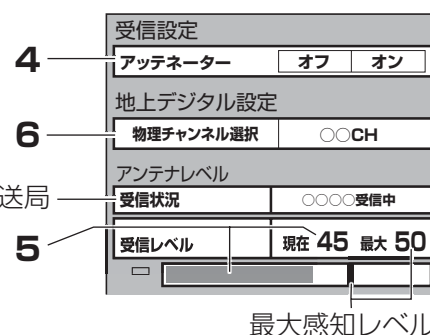 受信設定
4 アッテネーター オフ オン
地上デジタル設定
6 物理チャンネル選択 ○○CH
アンテナレベル
送局 受信状況 ○○○○受信中
5 受信レベル 現在 45 最大 50
最大感知レベル